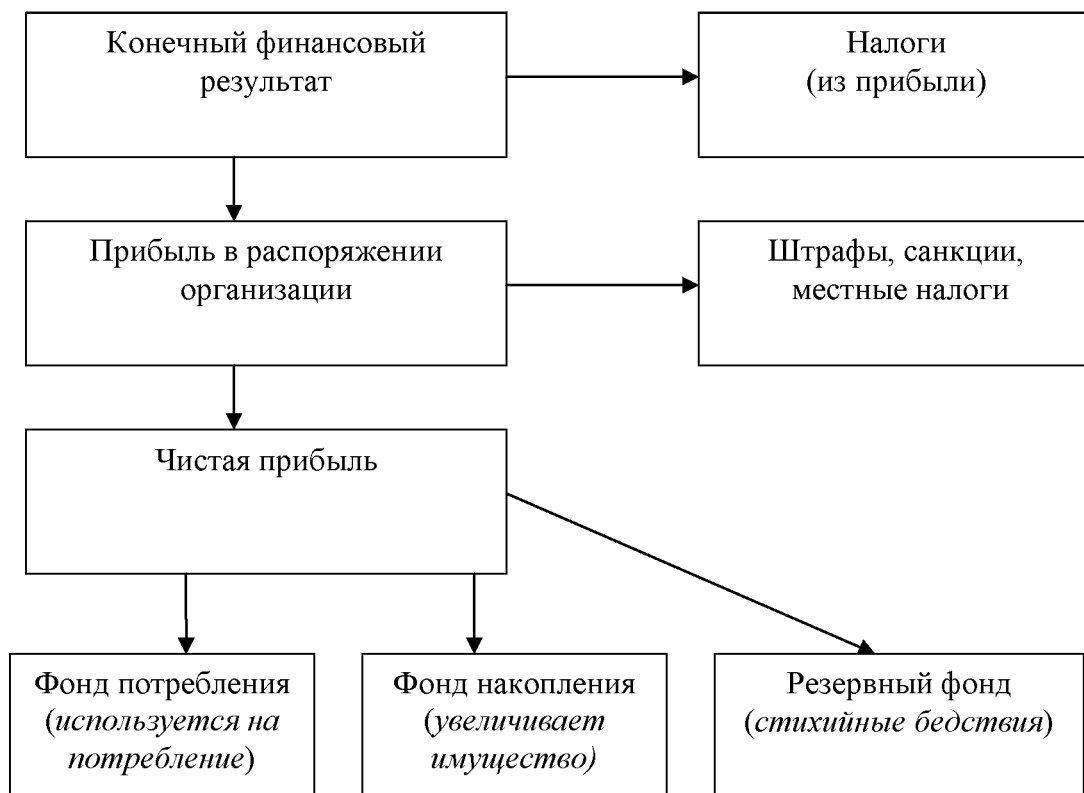 Конечный финансовый
результат
Налоги
(из прибыли)
Прибыль в распоряжении
организации
Штрафы, санкции,
местные налоги
Чистая прибыль
Фонд потребления
(используется на
потребление)
Фонд накопления
(увеличивает
имущество)
Резервный фонд
(стихийные бедствия)